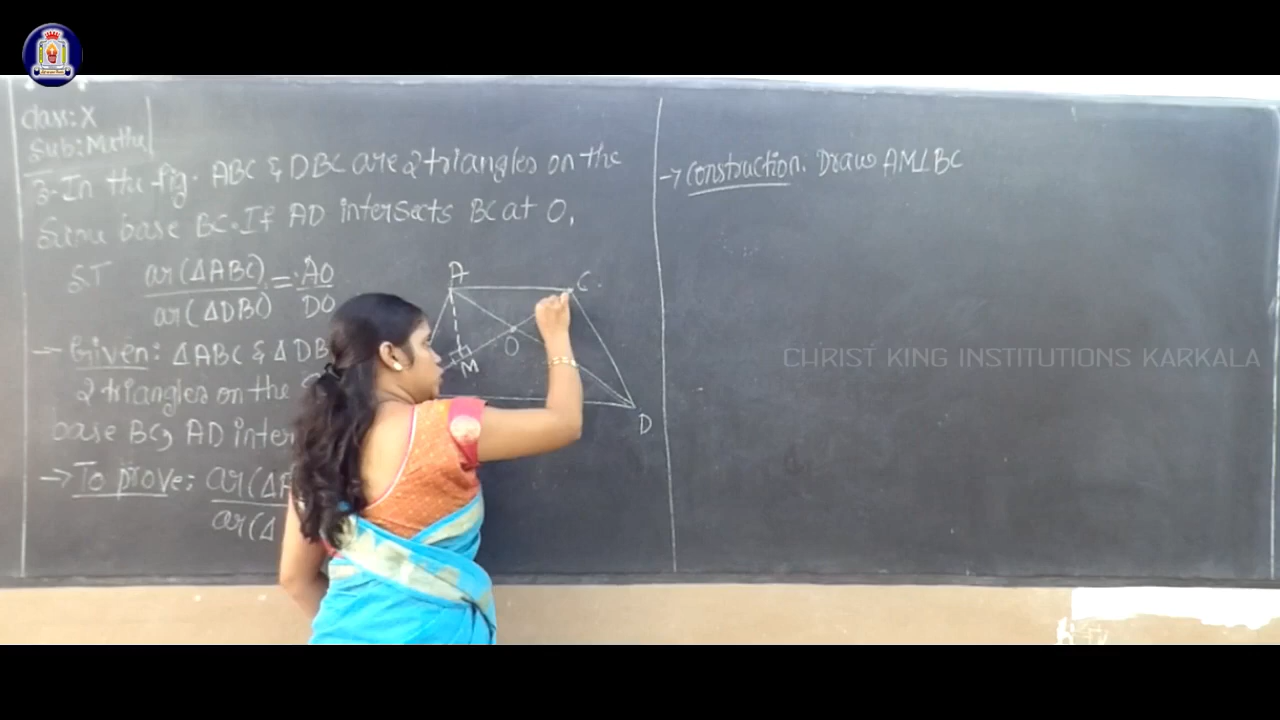 Class: X
Sub: Maths
3. In the fig. ABC & DBC are 2 triangles on the
Same base BC. If AD intersects BC at O,
S.T ar(ΔABC) = AO
ar(ΔDBC) DO
→ Given: ΔABC & ΔDB
2 triangles on the
base BC, AD inter
→ To prove: ar(ΔA
ar(Δ
A
C
O
M
D
→ Construction. Draw AM⊥BC
CHRIST KING INSTITUTIONS KARKALA